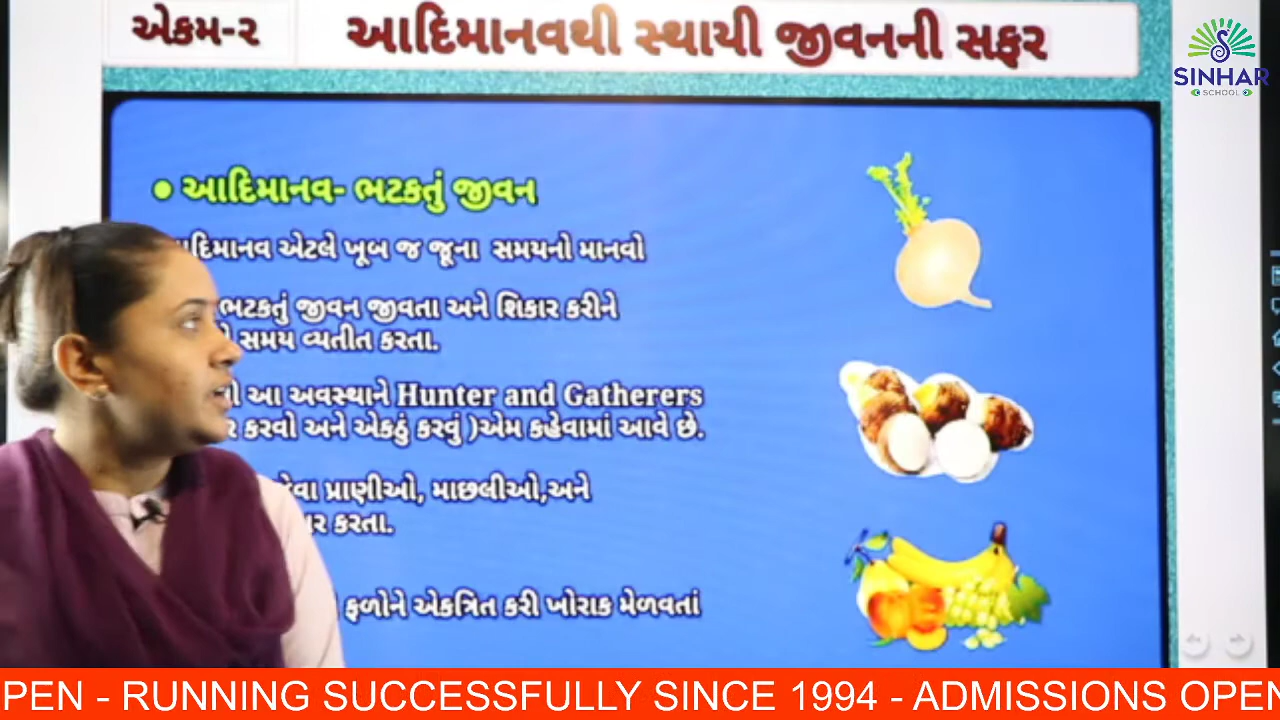 એકમ-૨
આદિમાનવથી સ્થાયી જીવનની સફર
SINHAR
SCHOOL
• આદિમાનવ- ભટકતું જીવન
એટલે ખૂબ જ જૂના સમયનો માનવો
ભટકતું જીવન જીવતા અને શિકાર કરીને
સમય વ્યતીત કરતા.
આ અવસ્થાને Hunter and Gatherers
કરવો અને એકઠું કરવું )એમ કહેવામાં આવે છે.
પ્રાણીઓ, માછલીઓ,અને
કરતા.
ફળોને એકત્રિત કરી ખોરાક મેળવતાં
PEN - RUNNING SUCCESSFULLY SINCE 1994 - ADMISSIONS OPEN